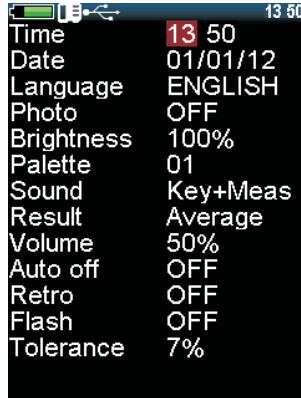 13 50
Time 13 50
Date 01/01/12
Language ENGLISH
Photo OFF
Brightness 100%
Palette 01
Sound Key+Meas
Result Average
Volume 50%
Auto off OFF
Retro OFF
Flash OFF
Tolerance 7%